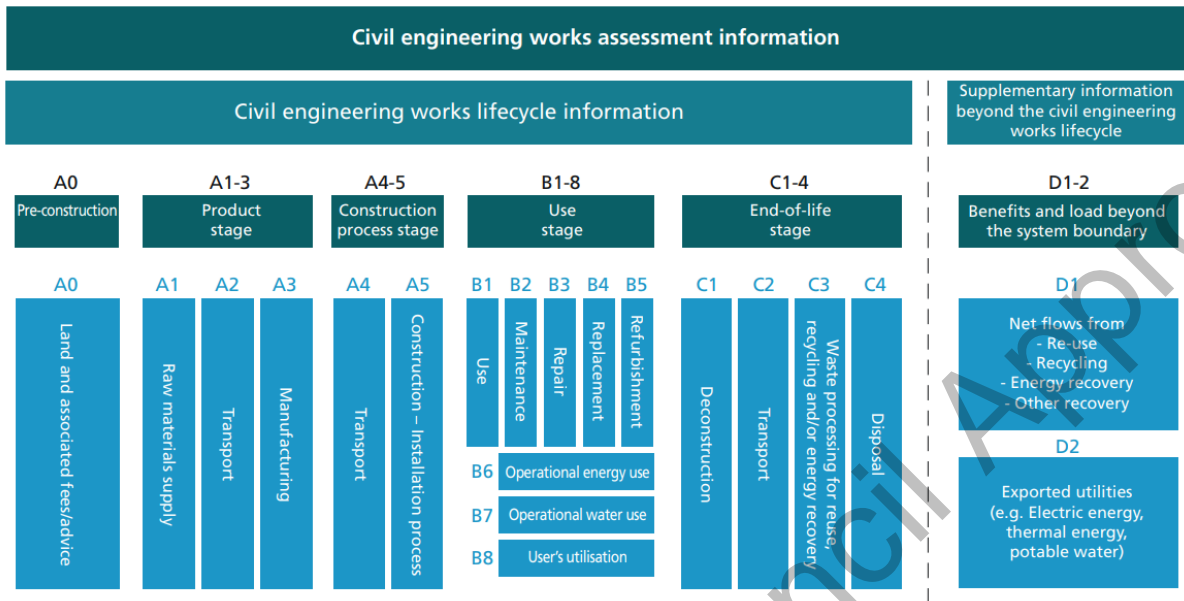 Civil engineering works assessment information
Civil engineering works lifecycle information
Supplementary information
beyond the civil engineering
works lifecycle
A0
A1-3
A4-5
B1-8
C1-4
D1-2
Pre-construction
Product
stage
Construction
process stage
Use
stage
End-of-life
stage
Benefits and load beyond
the system boundary
A0
Land and associated fees/advice
A1
Raw materials supply
A2
Transport
A3
Manufacturing
A4
Transport
A5
Construction – Installation process
B1
Use
B2
Maintenance
B3
Repair
B4
Replacement
B5
Refurbishment
B6
Operational energy use
B7
Operational water use
B8
User's utilisation
C1
Deconstruction
C2
Transport
C3
Waste processing for reuse,
recycling and/or energy recovery
C4
Disposal
D1
Net flows from
- Re-use
- Recycling
- Energy recovery
- Other recovery
D2
Exported utilities
(e.g. Electric energy,
thermal energy,
potable water)